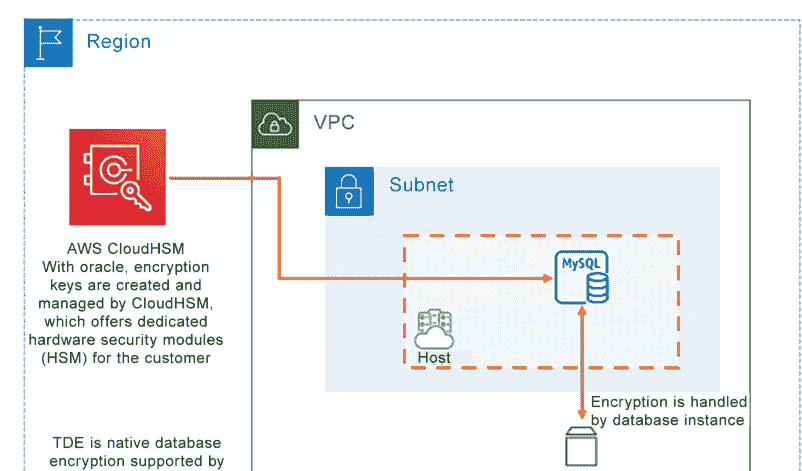 Region
VPC
Subnet
MySQL
AWS CloudHSM
With oracle, encryption
keys are created and
managed by CloudHSM,
which offers dedicated
hardware security modules
(HSM) for the customer
Host
Encryption is handled
by database instance
TDE is native database
encryption supported by